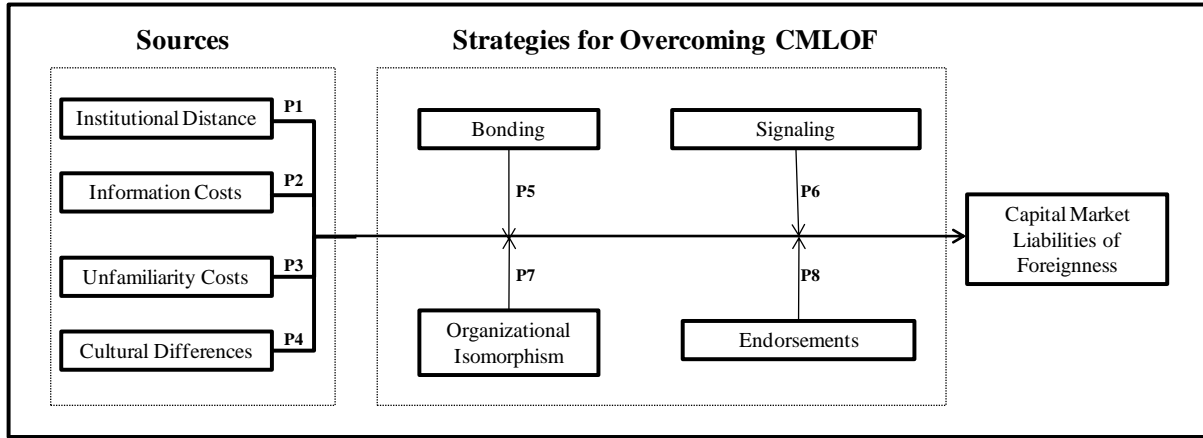 Sources
Strategies for Overcoming CMLOF
P1
Institutional Distance
P2
Information Costs
P3
Unfamiliarity Costs
P4
Cultural Differences
Bonding
Signaling
P5
P6
P7
P8
Organizational
Isomorphism
Endorsements
Capital Market
Liabilities of
Foreignness